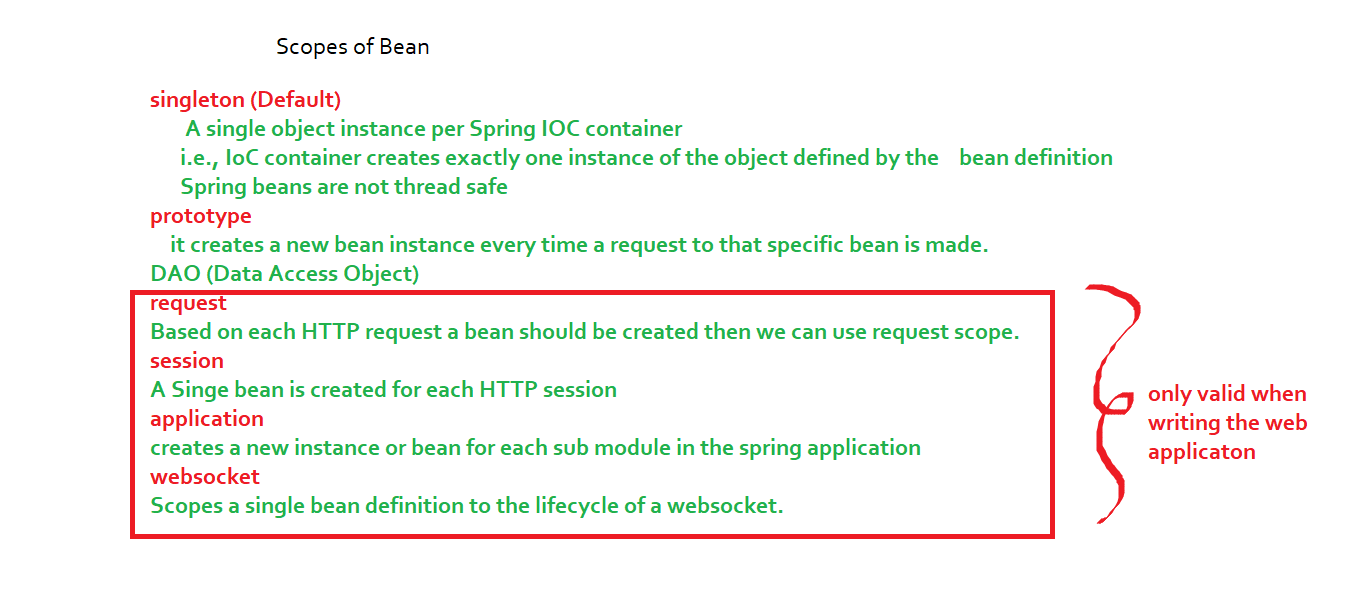 Scopes of Bean
singleton (Default)
A single object instance per Spring IOC container
i.e., IoC container creates exactly one instance of the object defined by the bean definition
Spring beans are not thread safe
prototype
it creates a new bean instance every time a request to that specific bean is made.
DAO (Data Access Object)
request
Based on each HTTP request a bean should be created then we can use request scope.
session
A Singe bean is created for each HTTP session
application
creates a new instance or bean for each sub module in the spring application
websocket
Scopes a single bean definition to the lifecycle of a websocket.
only valid when
writing the web
applicaton